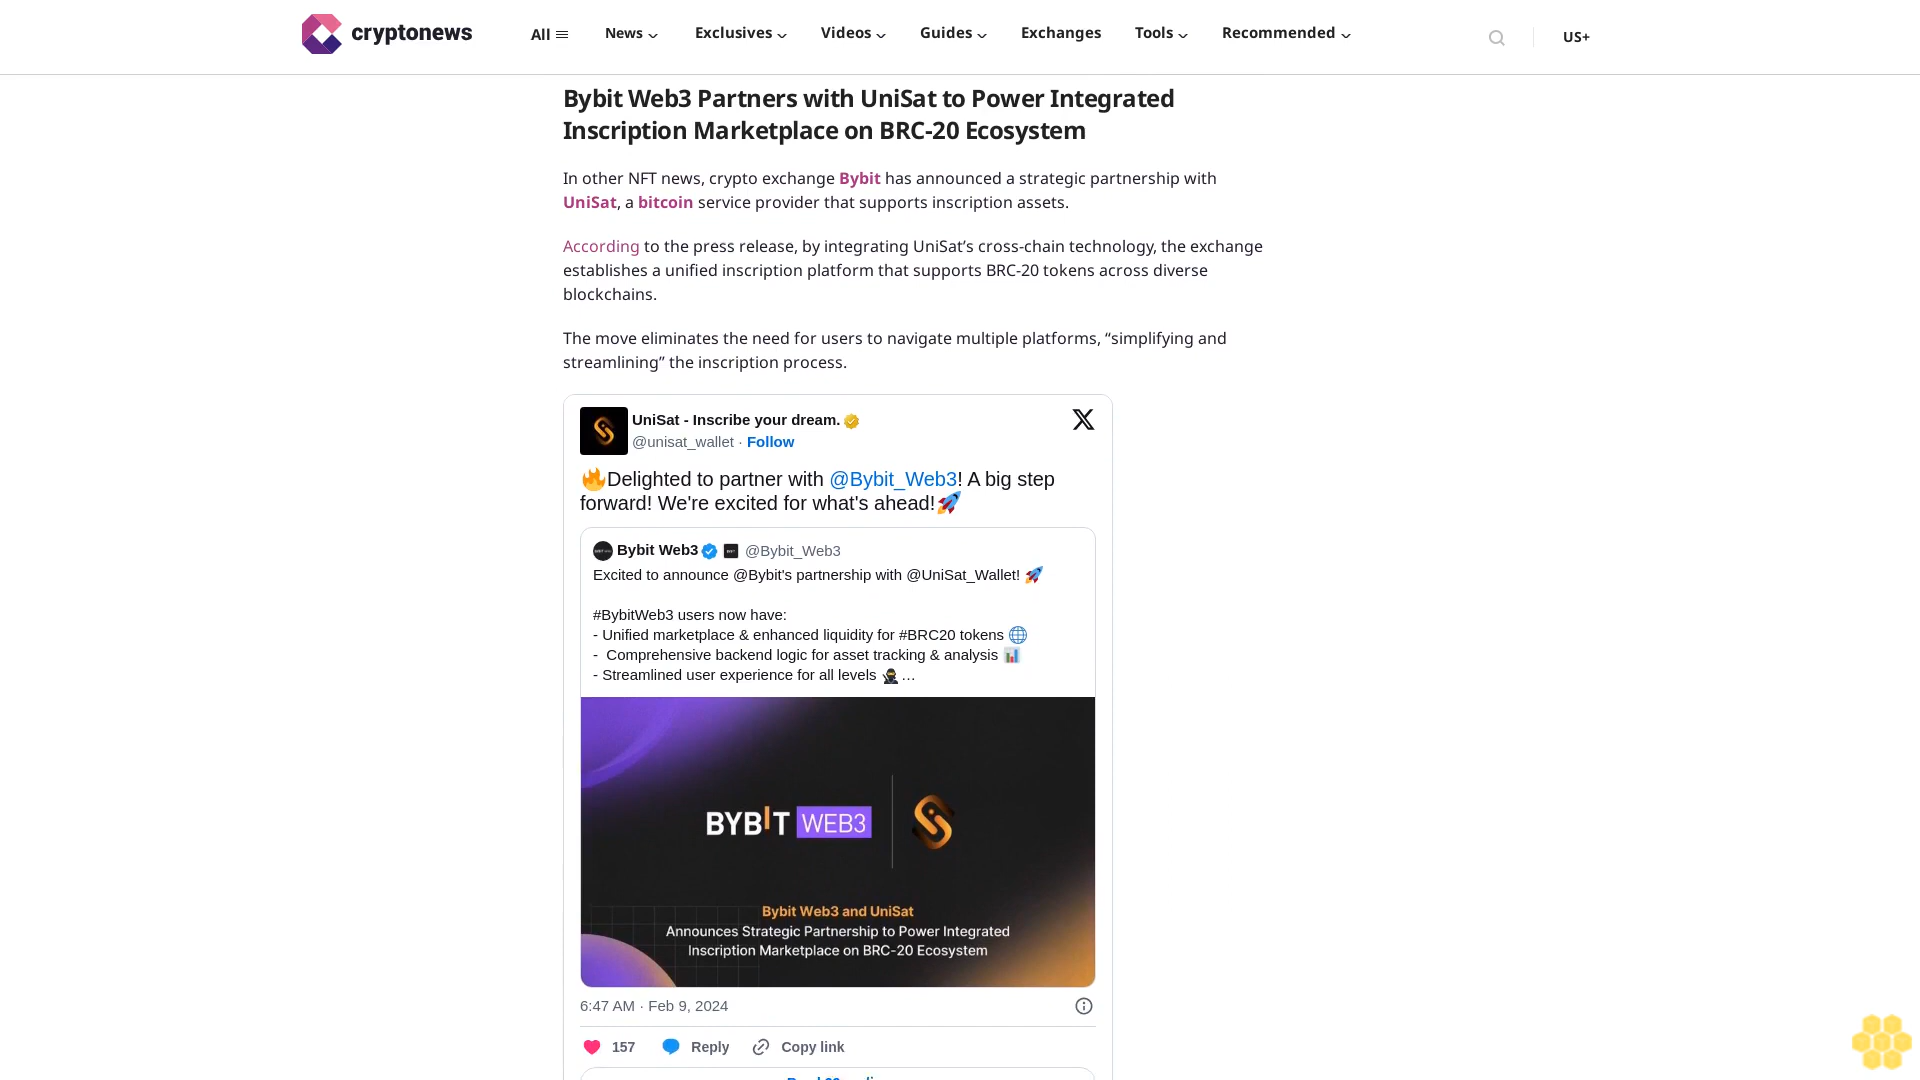 cryptonews
All
News
Exclusives
Videos
Guides
Exchanges
Tools
Recommended
US+
Bybit Web3 Partners with UniSat to Power Integrated
Inscription Marketplace on BRC-20 Ecosystem
In other NFT news, crypto exchange Bybit has announced a strategic partnership with
UniSat, a bitcoin service provider that supports inscription assets.
According to the press release, by integrating UniSat’s cross-chain technology, the exchange
establishes a unified inscription platform that supports BRC-20 tokens across diverse
blockchains.
The move eliminates the need for users to navigate multiple platforms, “simplifying and
streamlining” the inscription process.
UniSat - Inscribe your dream.
@unisat_wallet · Follow
🔥Delighted to partner with @Bybit_Web3! A big step
forward! We're excited for what's ahead!🚀
Bybit Web3 @Bybit_Web3
Excited to announce @Bybit's partnership with @UniSat_Wallet! 🚀
#BybitWeb3 users now have:
- Unified marketplace & enhanced liquidity for #BRC20 tokens 🌐
- Comprehensive backend logic for asset tracking & analysis 📊
- Streamlined user experience for all levels 🥷…
BYBIT WEB3
Bybit Web3 and UniSat
Announces Strategic Partnership to Power Integrated
Inscription Marketplace on BRC-20 Ecosystem
6:47 AM · Feb 9, 2024
157
Reply
Copy link